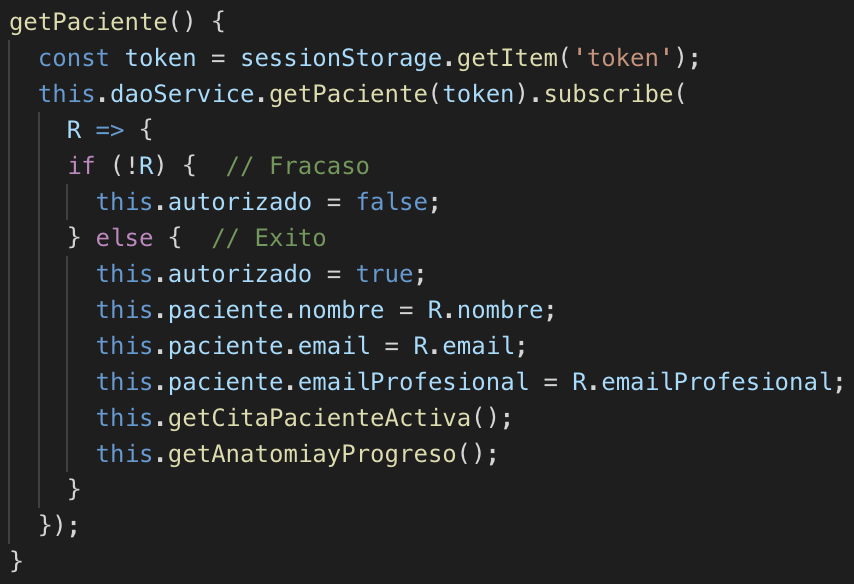 getPaciente() {
const token = sessionStorage.getItem('token');
this.daoService.getPaciente(token).subscribe(
R => {
if (!R) {  // Fracaso
this.autorizado = false;
} else {  // Exito
this.autorizado = true;
this.paciente.nombre = R.nombre;
this.paciente.email = R.email;
this.paciente.emailProfesional = R.emailProfesional;
this.getCitaPacienteActiva();
this.getAnatomiayProgreso();
}
});
}